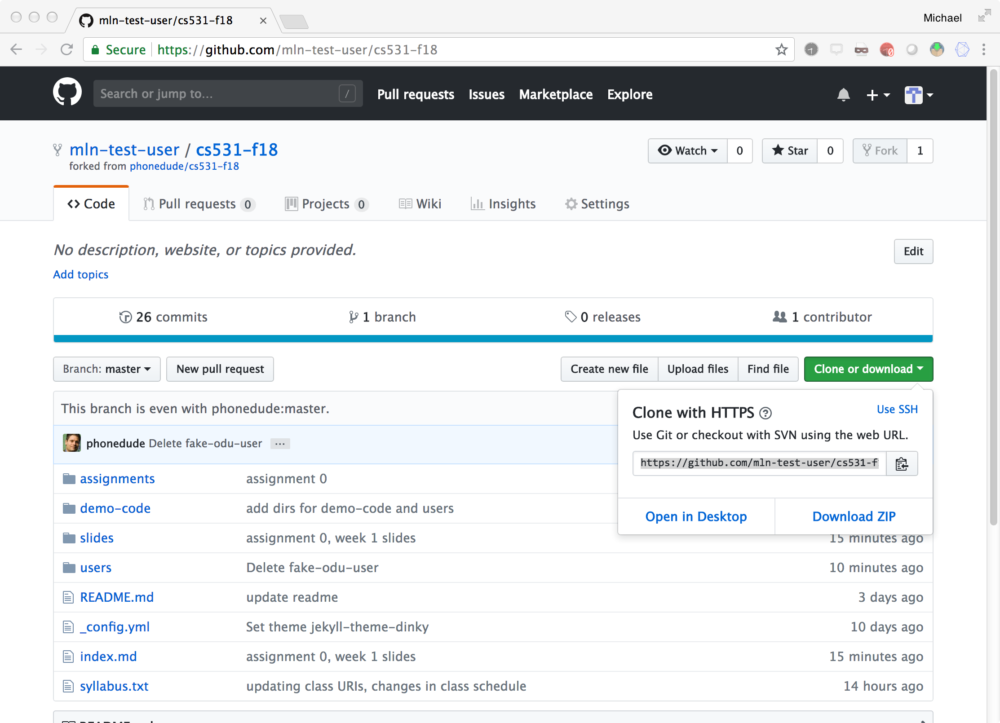 mln-test-user/cs531-f18
Michael
Secure https://github.com/mln-test-user/cs531-f18
Search or jump to... / Pull requests Issues Marketplace Explore
mln-test-user / cs531-f18
Watch 0 Star 0 Fork 1
forked from phonedude/cs531-f18
Code Pull requests 0 Projects 0 Wiki Insights Settings
No description, website, or topics provided.
Edit
Add topics
26 commits 1 branch 0 releases 1 contributor
Branch: master New pull request Create new file Upload files Find file Clone or download
This branch is even with phonedude:master.
phonedude Delete fake-odu-user ...
Clone with HTTPS ? Use SSH
Use Git or checkout with SVN using the web URL.
https://github.com/mln-test-user/cs531-f
Open in Desktop Download ZIP
assignments assignment 0
demo-code add dirs for demo-code and users
slides assignment 0, week 1 slides 15 minutes ago
users Delete fake-odu-user 10 minutes ago
README.md update readme 3 days ago
_config.yml Set theme jekyll-theme-dinky 10 days ago
index.md assignment 0, week 1 slides 15 minutes ago
syllabus.txt updating class URIs, changes in class schedule 14 hours ago